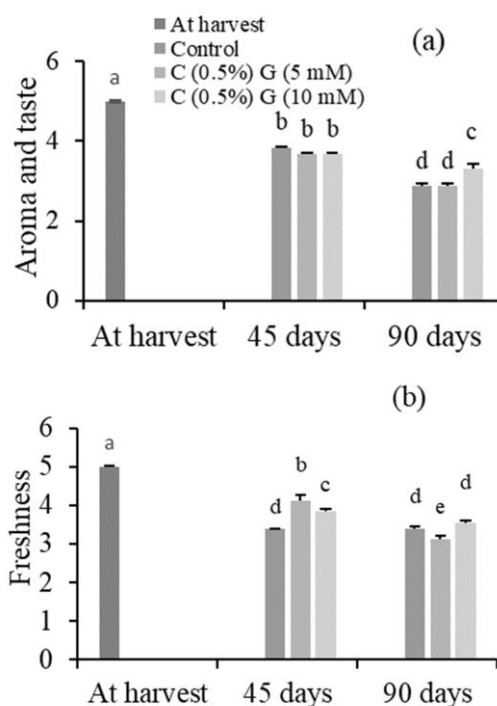 At harvest
Control
C (0.5%) G (5 mM)
C (0.5%) G (10 mM)
(a)
Aroma and taste
6
4
2
0
a
b b b
d d c
At harvest 45 days 90 days
(b)
Freshness
6
5
4
3
2
1
0
a
d b c
d e d
At harvest 45 days 90 days